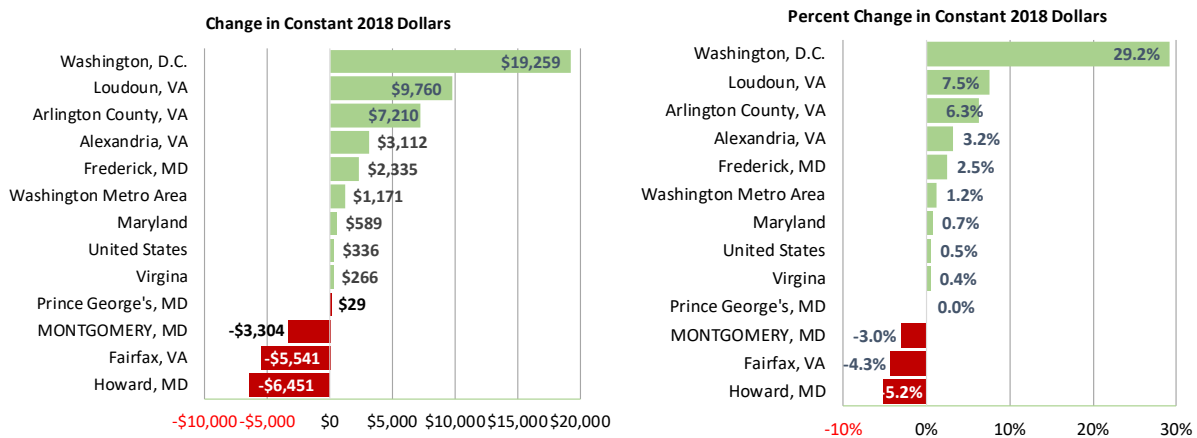 Change in Constant 2018 Dollars
Washington, D.C. $19,259
Loudoun, VA $9,760
Arlington County, VA $7,210
Alexandria, VA $3,112
Frederick, MD $2,335
Washington Metro Area $1,171
Maryland $589
United States $336
Virgina $266
Prince George's, MD $29
MONTGOMERY, MD -$3,304
Fairfax, VA -$5,541
Howard, MD -$6,451
-$10,000 -$5,000 $0 $5,000 $10,000 $15,000 $20,000
Percent Change in Constant 2018 Dollars
Washington, D.C. 29.2%
Loudoun, VA 7.5%
Arlington County, VA 6.3%
Alexandria, VA 3.2%
Frederick, MD 2.5%
Washington Metro Area 1.2%
Maryland 0.7%
United States 0.5%
Virgina 0.4%
Prince George's, MD 0.0%
MONTGOMERY, MD -3.0%
Fairfax, VA -4.3%
Howard, MD -5.2%
-10% 0% 10% 20% 30%